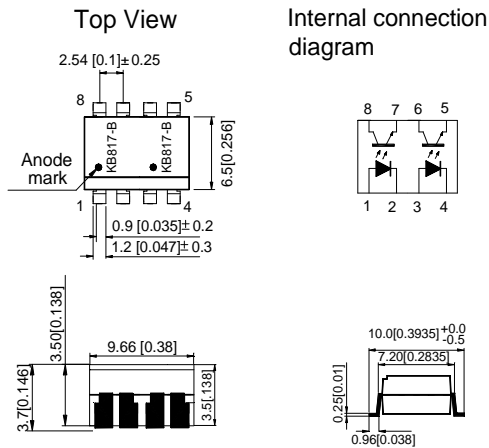 Top View
Internal connection
diagram
2.54 [0.1]± 0.25
8
5
KB817-B
KB817-B
Anode
mark
6.5[0.256]
1
4
0.9 [0.035]± 0.2
1.2 [0.047]± 0.3
8 7 6 5
1 2 3 4
3.50[0.138]
9.66 [0.38]
3.7[0.146]
3.5[.138]
10.0[0.3935] +0.0
-0.5
7.20[0.2835]
0.25[0.01]
0.96[0.038]